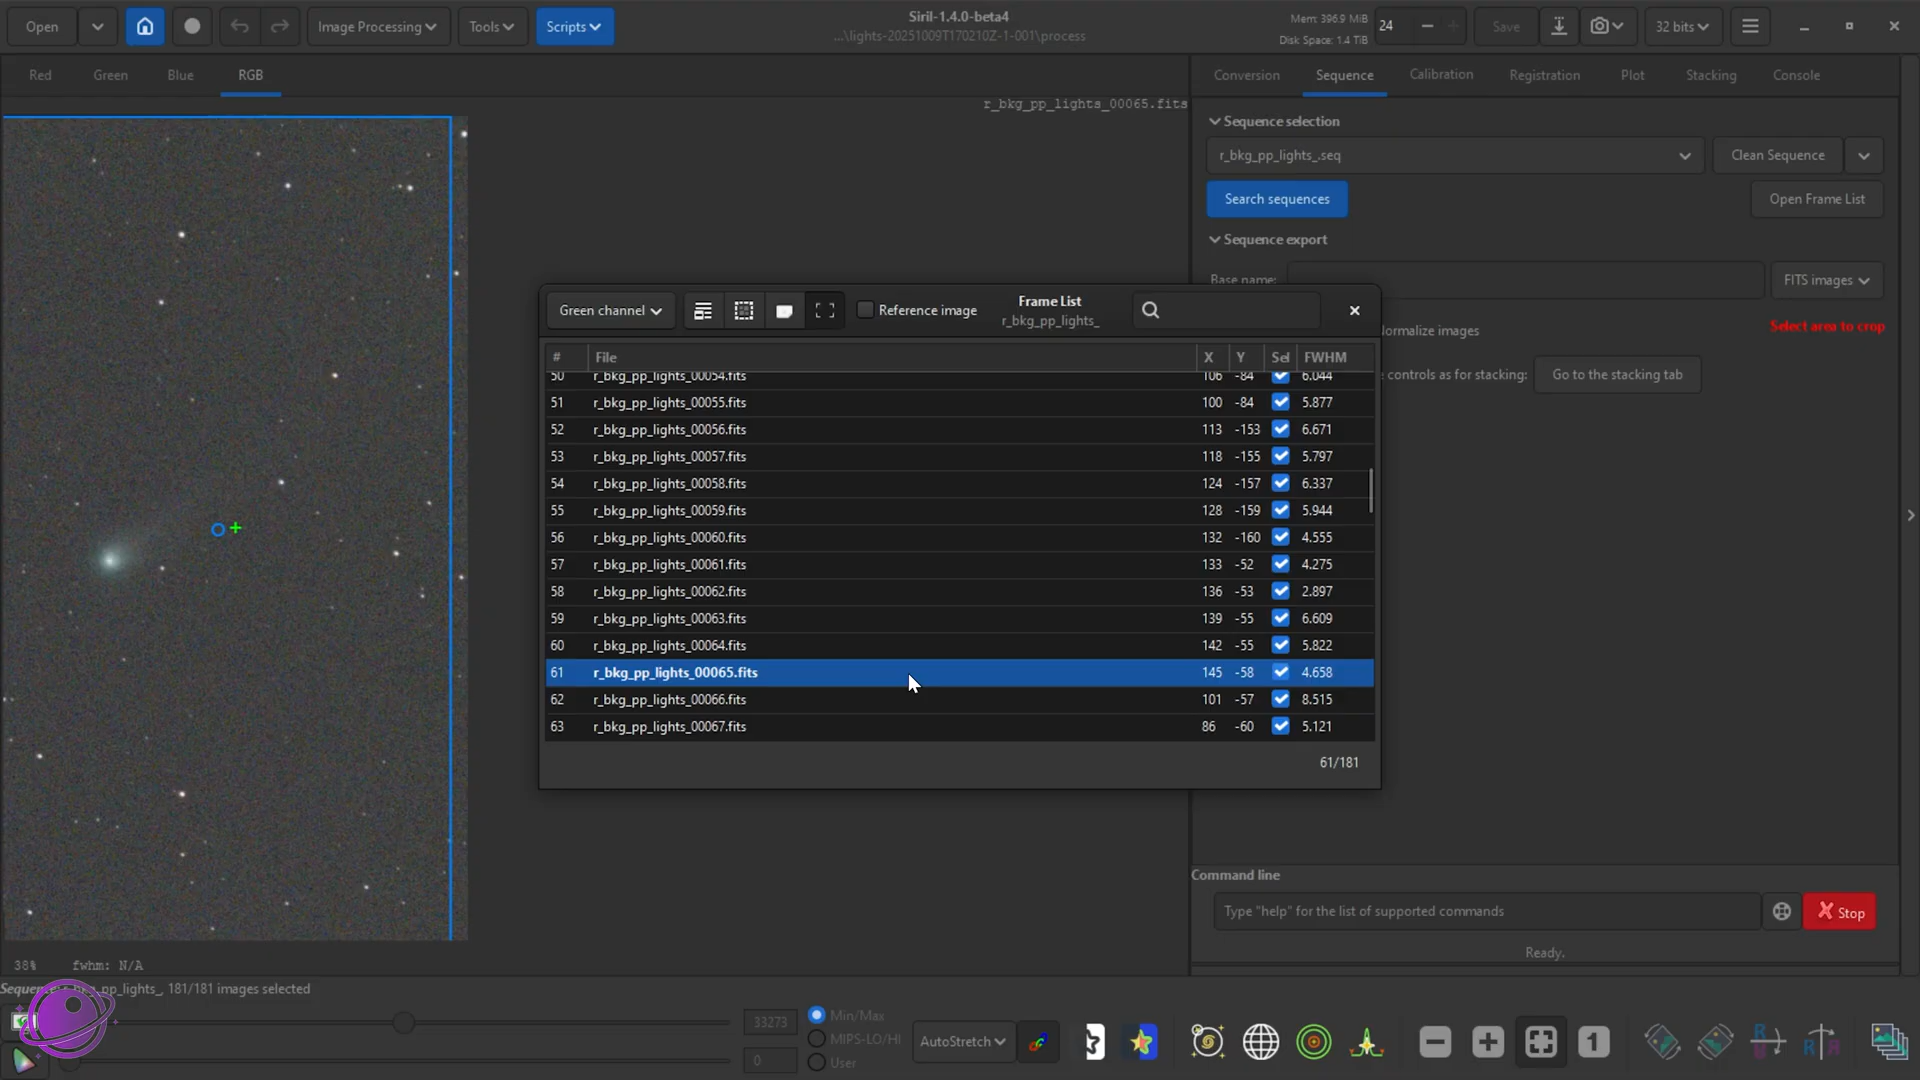 Open
Image Processing
Tools
Scripts
Siril-1.4.0-beta4
...\lights-20251009T170210Z-1-001\process
Mem: 396.9 MiB
Disk Space: 1.4 TiB
24
Save
32 bits
Red Green Blue RGB
Conversion Sequence Calibration Registration Plot Stacking Console
r_bkg_pp_lights_00065.fits
Sequence selection
r_bkg_pp_lights_.seq
Clean Sequence
Search sequences
Open Frame List
Sequence export
Base name:
FITS images
Select area to crop
Normalize images
controls as for stacking:
Go to the stacking tab
Green channel
Reference image
Frame List
r_bkg_pp_lights_
# File X Y Sel FWHM
50 r_bkg_pp_lights_00054.fits 106 -84 6.044
51 r_bkg_pp_lights_00055.fits 100 -84 5.877
52 r_bkg_pp_lights_00056.fits 113 -153 6.671
53 r_bkg_pp_lights_00057.fits 118 -155 5.797
54 r_bkg_pp_lights_00058.fits 124 -157 6.337
55 r_bkg_pp_lights_00059.fits 128 -159 5.944
56 r_bkg_pp_lights_00060.fits 132 -160 4.555
57 r_bkg_pp_lights_00061.fits 133 -52 4.275
58 r_bkg_pp_lights_00062.fits 136 -53 2.897
59 r_bkg_pp_lights_00063.fits 139 -55 6.609
60 r_bkg_pp_lights_00064.fits 142 -55 5.822
61 r_bkg_pp_lights_00065.fits 145 -58 4.658
62 r_bkg_pp_lights_00066.fits 101 -57 8.515
63 r_bkg_pp_lights_00067.fits 86 -60 5.121
61/181
Command line
Type "help" for the list of supported commands
Stop
Ready.
38% fwhm: N/A
181/181 images selected
33273
0
Min/Max
MIPS-LO/HI
User
AutoStretch
1